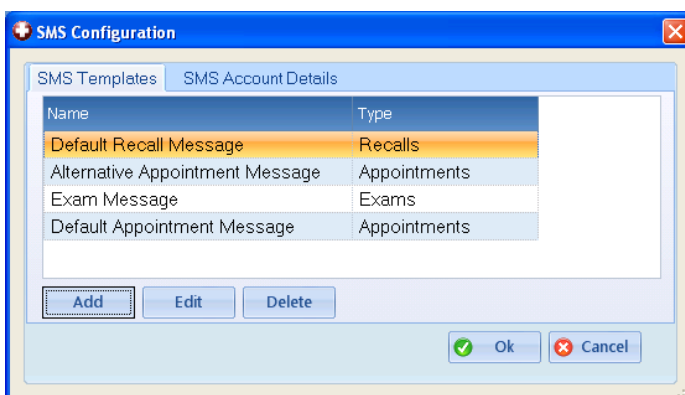 SMS Configuration
SMS Templates SMS Account Details
Name Type
Default Recall Message Recalls
Alternative Appointment Message Appointments
Exam Message Exams
Default Appointment Message Appointments
Add Edit Delete
Ok Cancel